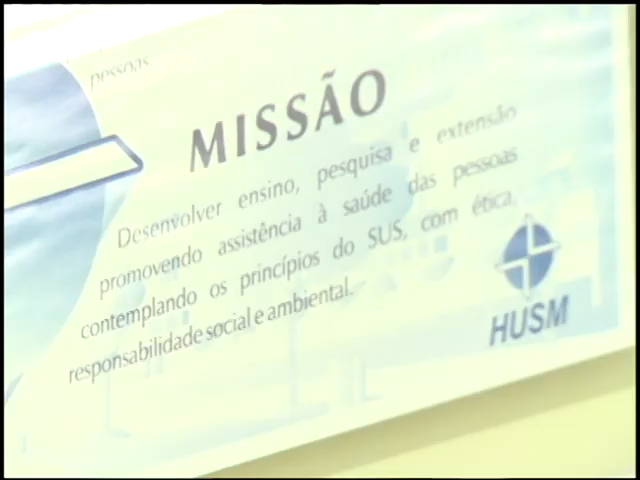 pessoas
MISSÃO
Desenvolver ensino, pesquisa e extensão
promovendo assistência à saúde das pessoas
contemplando os princípios do SUS, com ética,
responsabilidade social e ambiental.
HUSM